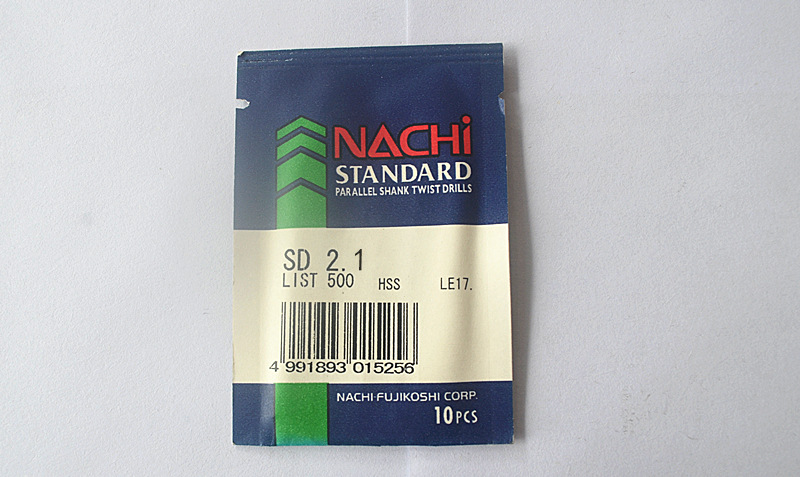 NACHi
STANDARD
PARALLEL SHANK TWIST DRILLS
SD 2.1
LIST 500 HSS LE17.
4 991893 015256
NACHI-FUJIKOSHI CORP.
10PCS